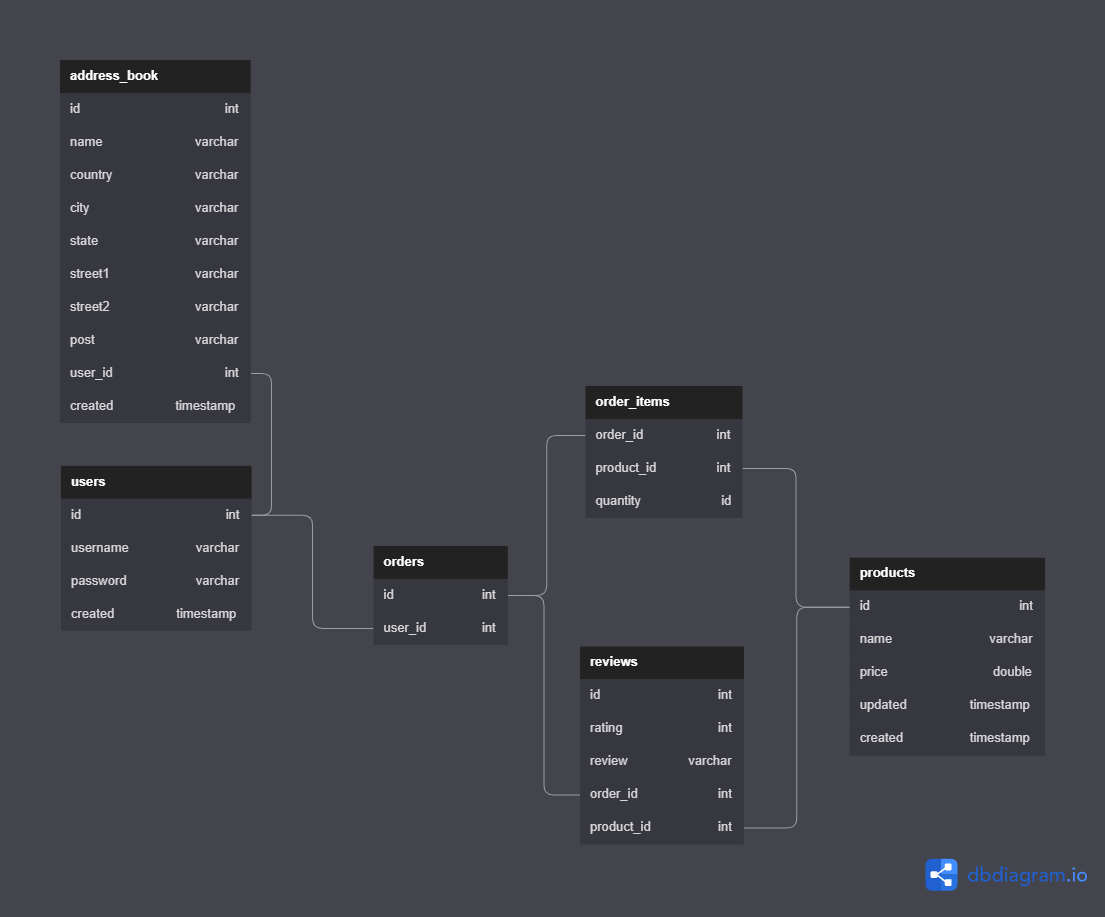 address_book
id int
name varchar
country varchar
city varchar
state varchar
street1 varchar
street2 varchar
post varchar
user_id int
created timestamp
users
id int
username varchar
password varchar
created timestamp
orders
id int
user_id int
order_items
order_id int
product_id int
quantity id
reviews
id int
rating int
review varchar
order_id int
product_id int
products
id int
name varchar
price double
updated timestamp
created timestamp
dbdiagram.io